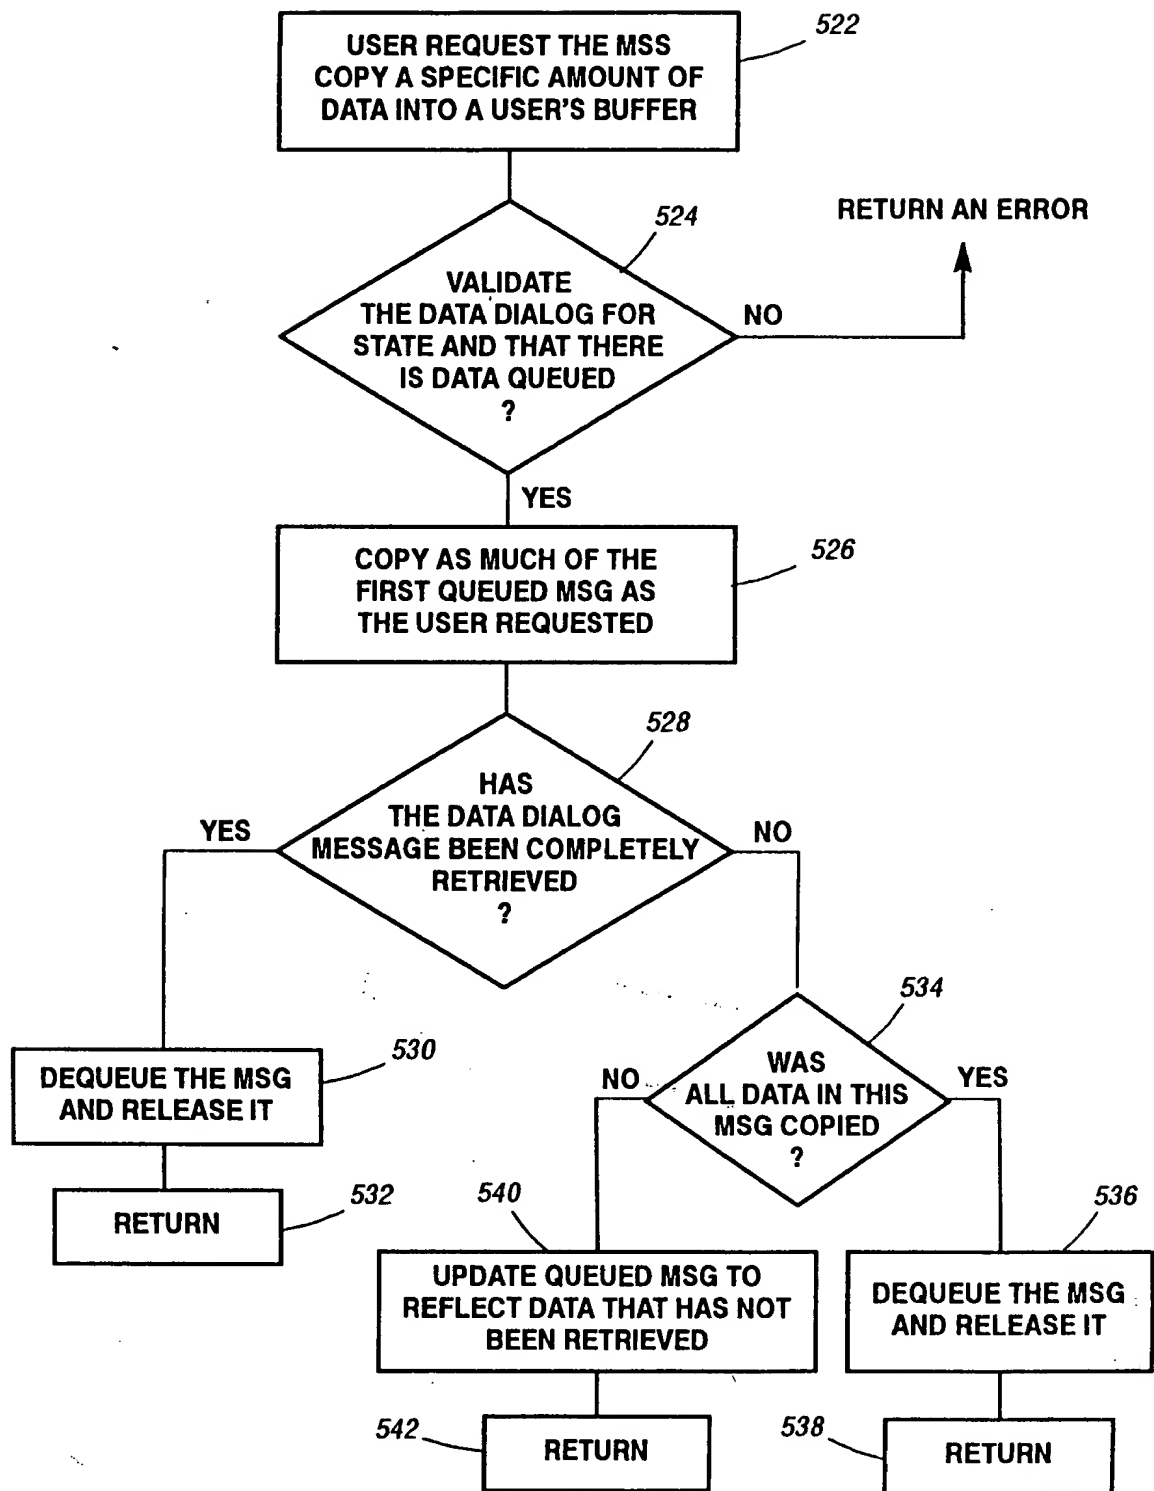 522
USER REQUEST THE MSS
COPY A SPECIFIC AMOUNT OF
DATA INTO A USER'S BUFFER
RETURN AN ERROR
524
VALIDATE
THE DATA DIALOG FOR
STATE AND THAT THERE
IS DATA QUEUED
?
NO
YES
526
COPY AS MUCH OF THE
FIRST QUEUED MSG AS
THE USER REQUESTED
528
HAS
THE DATA DIALOG
MESSAGE BEEN COMPLETELY
RETRIEVED
?
YES
NO
530
DEQUEUE THE MSG
AND RELEASE IT
532
RETURN
534
WAS
ALL DATA IN THIS
MSG COPIED
?
NO
YES
540
UPDATE QUEUED MSG TO
REFLECT DATA THAT HAS NOT
BEEN RETRIEVED
542
RETURN
536
DEQUEUE THE MSG
AND RELEASE IT
538
RETURN